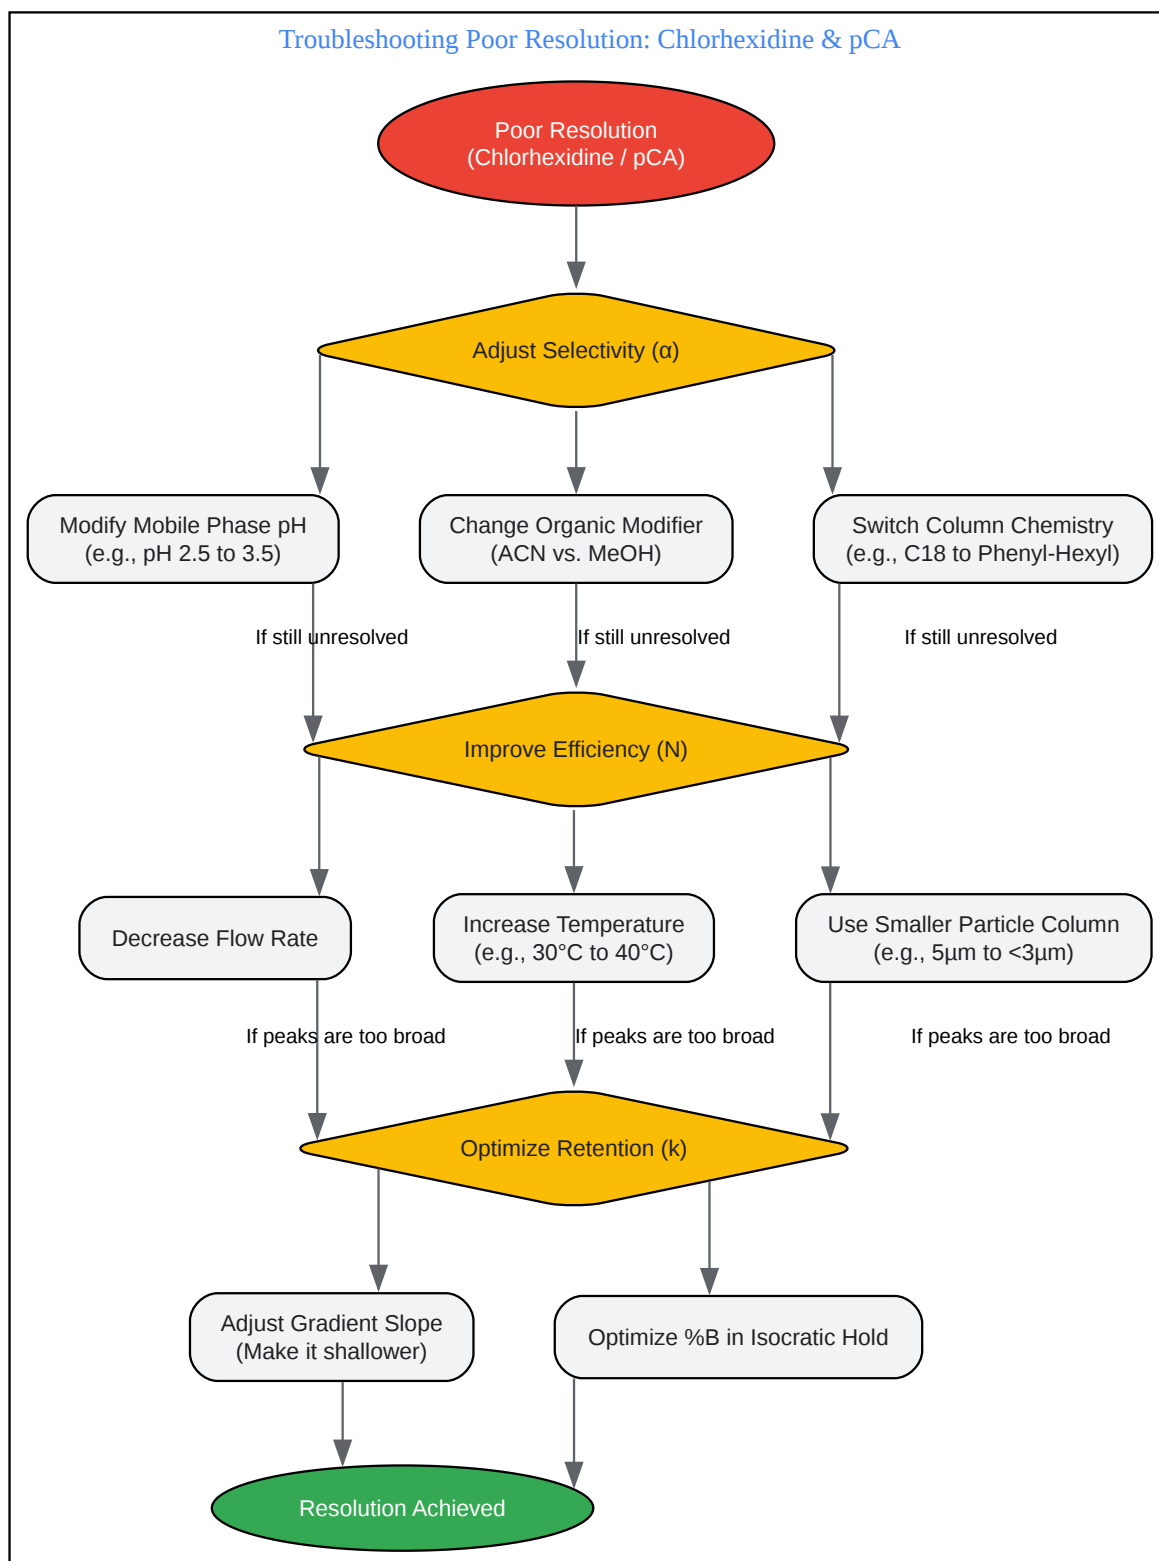 Troubleshooting Poor Resolution: Chlorhexidine & pCA
Poor Resolution
(Chlorhexidine / pCA)
Adjust Selectivity (α)
Modify Mobile Phase pH
(e.g., pH 2.5 to 3.5)
Change Organic Modifier
(ACN vs. MeOH)
Switch Column Chemistry
(e.g., C18 to Phenyl-Hexyl)
If still unresolved
If still unresolved
If still unresolved
Improve Efficiency (N)
Decrease Flow Rate
Increase Temperature
(e.g., 30°C to 40°C)
Use Smaller Particle Column
(e.g., 5µm to <3µm)
If peaks are too broad
If peaks are too broad
If peaks are too broad
Optimize Retention (k)
Adjust Gradient Slope
(Make it shallower)
Optimize %B in Isocratic Hold
Resolution Achieved